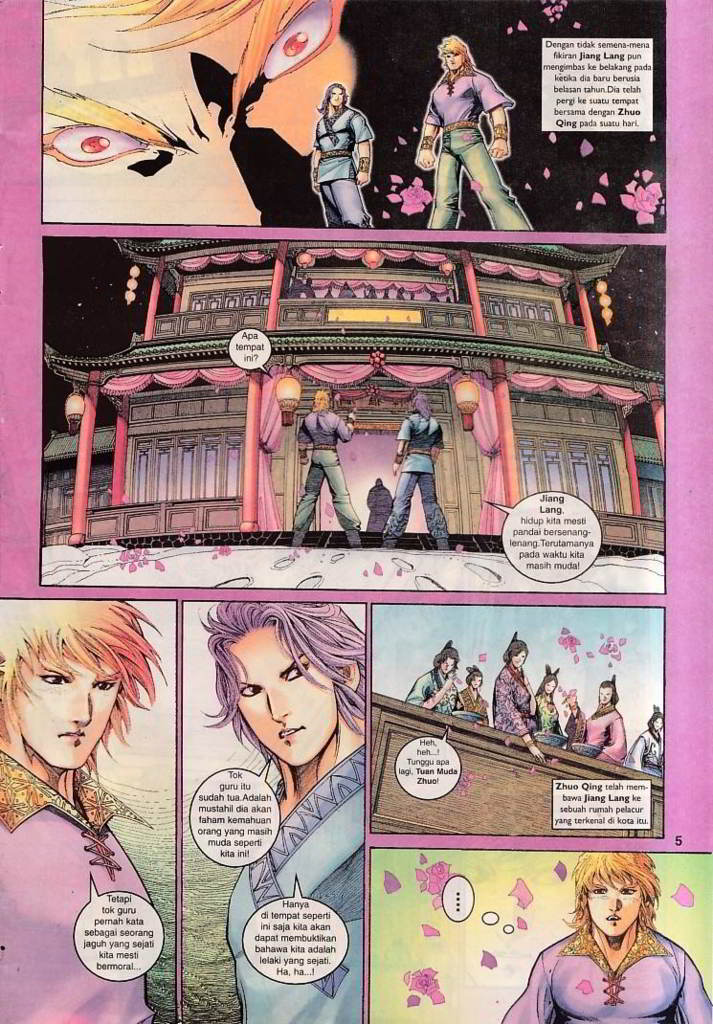 Dengan tidak semena-mena
fikiran Jiang Lang pun
mengimbas ke belakang pada
ketika dia baru berusia
belasan tahun.Dia telah
pergi ke suatu tempat
bersama dengan Zhuo
Qing pada suatu hari.
Apa
tempat
ini?
Jiang
Lang,
hidup kita mesti
pandai bersenang-
lenang.Terutamanya
pada waktu kita
masih muda!
Tetapi
tok guru
pernah kata
sebagai seorang
jaguh yang sejati
kita mesti
bermoral...
Tok
guru itu
sudah tua.Adalah
mustahil dia akan
faham kemahuan
orang yang masih
muda seperti
kita ini!
Hanya
di tempat seperti
ini saja kita akan
dapat membuktikan
bahawa kita adalah
lelaki yang sejati.
Ha, ha...!
Heh,
heh...!
Tunggu apa
lagi, Tuan Muda
Zhuo!
Zhuo Qing telah mem-
bawa Jiang Lang ke
sebuah rumah pelacur
yang terkenal di kota itu.
5
...